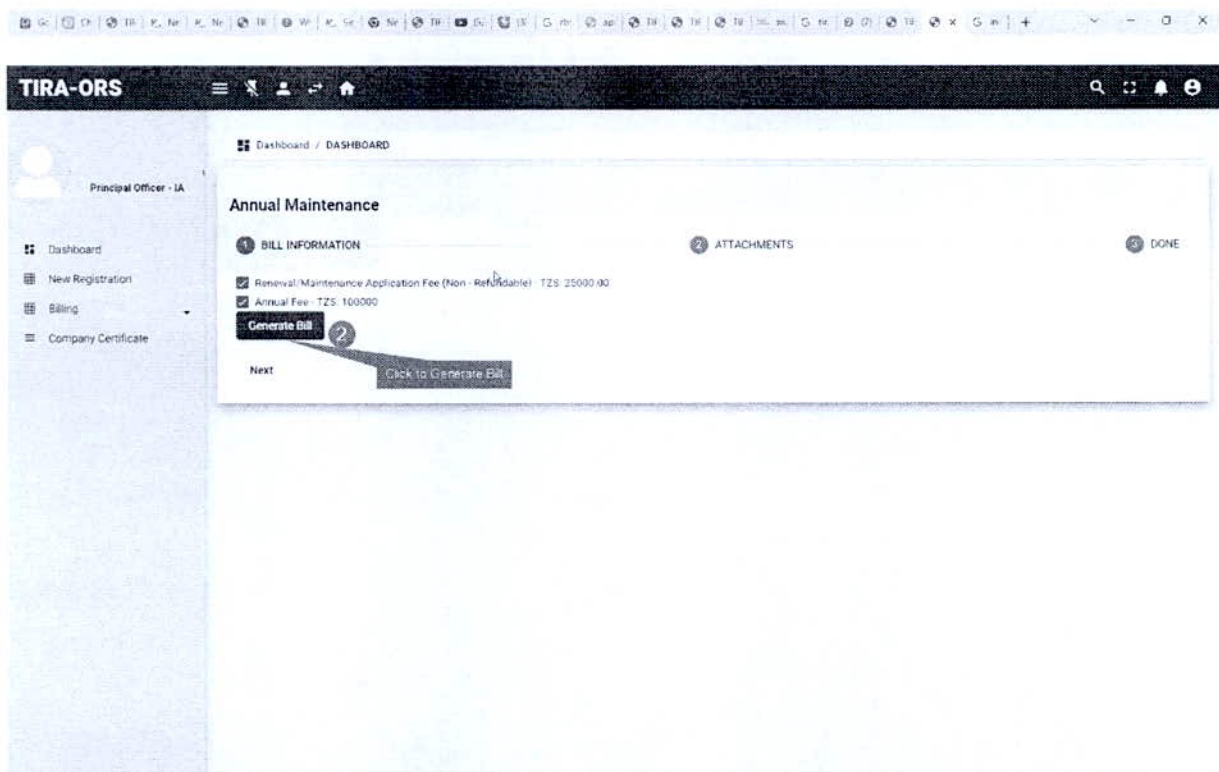 TIRA-ORS
Dashboard / DASHBOARD
Principal Officer - IA
Annual Maintenance
1 BILL INFORMATION
2 ATTACHMENTS
3 DONE
Dashboard
New Registration
Billing
Company Certificate
Renewal/Maintenance Application Fee (Non - Refundable) - TZS: 25000.00
Annual Fee - TZS: 100000
Generate Bill
2
Next
Click to Generate Bill